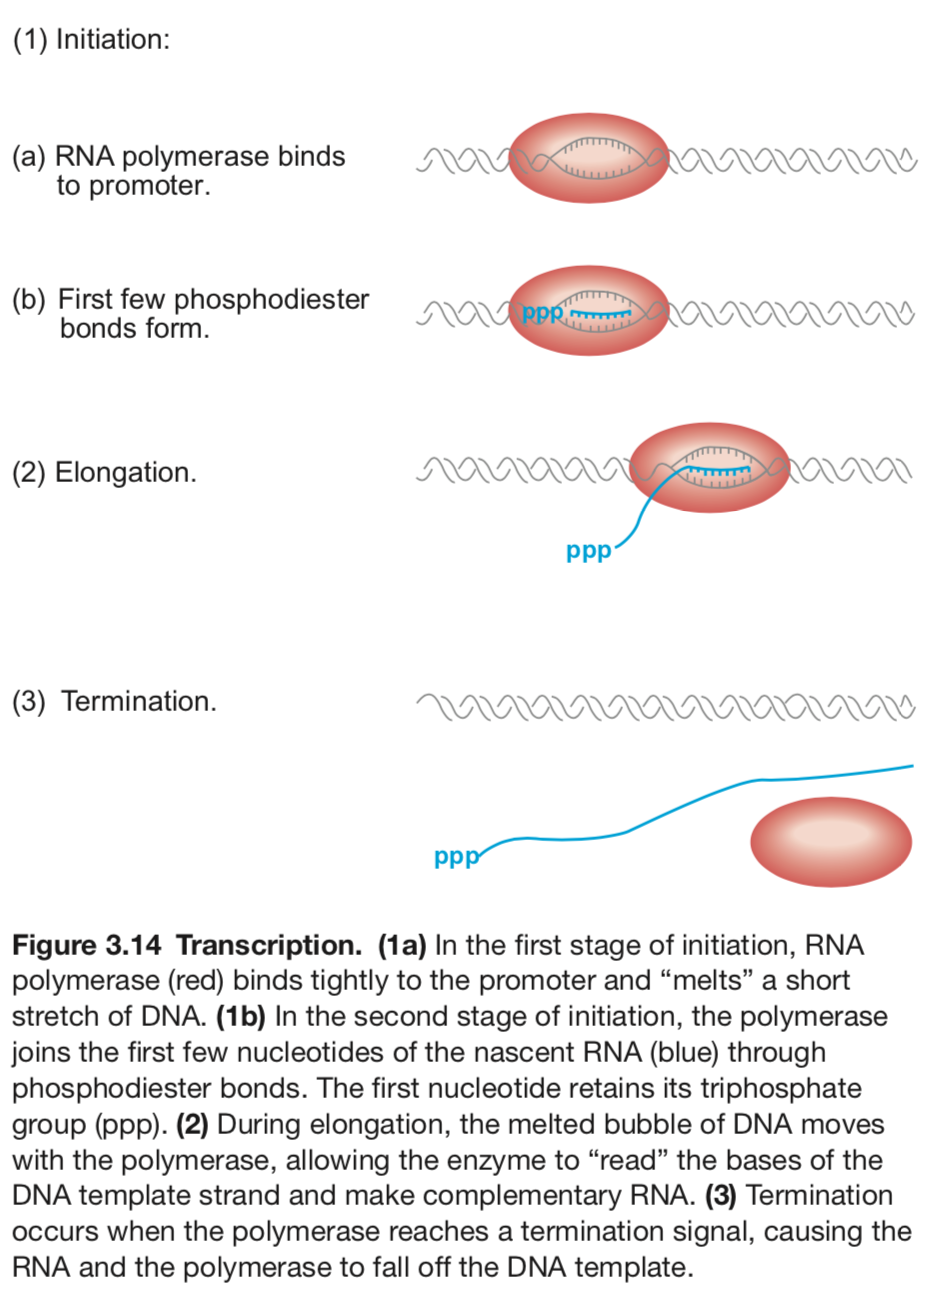 (1) Initiation:
(a) RNA polymerase binds
to promoter.
(b) First few phosphodiester
bonds form.
ppp
(2) Elongation.
ppp
(3) Termination.
ppp
Figure 3.14 Transcription. (1a) In the first stage of initiation, RNA
polymerase (red) binds tightly to the promoter and “melts” a short
stretch of DNA. (1b) In the second stage of initiation, the polymerase
joins the first few nucleotides of the nascent RNA (blue) through
phosphodiester bonds. The first nucleotide retains its triphosphate
group (ppp). (2) During elongation, the melted bubble of DNA moves
with the polymerase, allowing the enzyme to “read” the bases of the
DNA template strand and make complementary RNA. (3) Termination
occurs when the polymerase reaches a termination signal, causing the
RNA and the polymerase to fall off the DNA template.